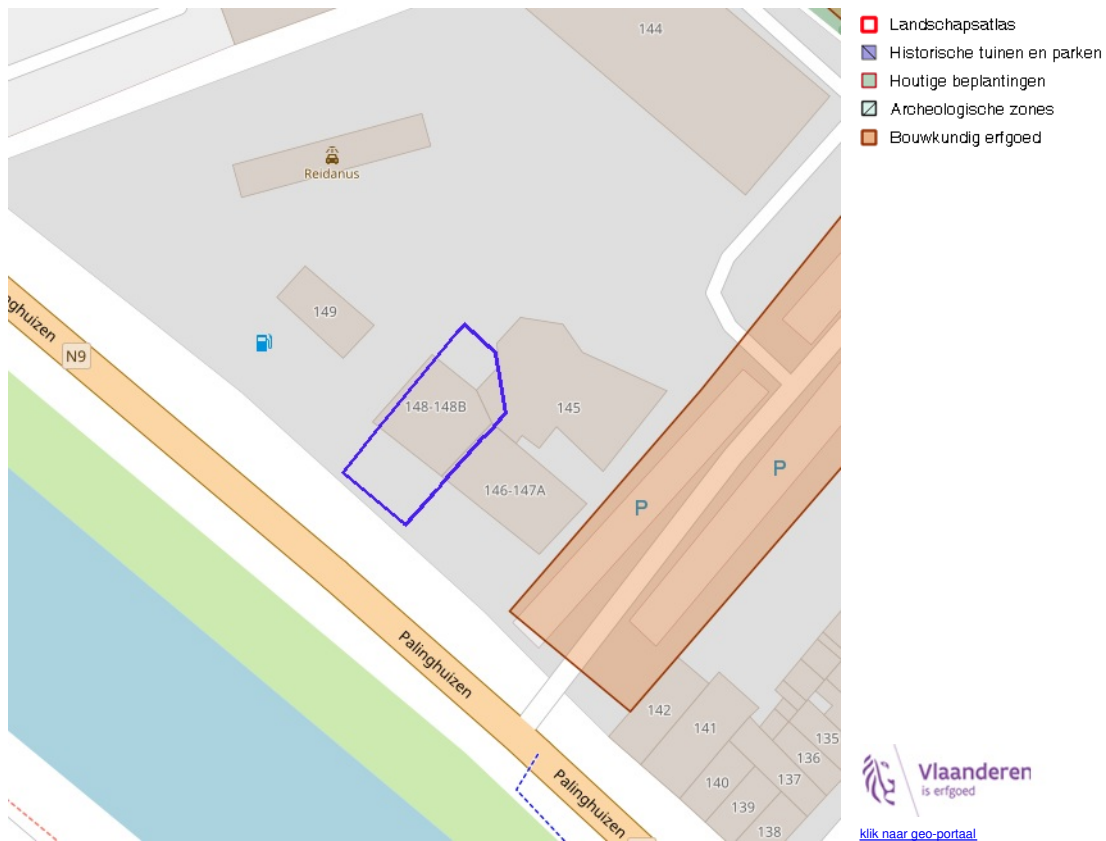 144
Reidanus
149
nghuizen
N9
148-148B
145
146-147A
P
P
Palinghuizen
142
141
135
136
137
140
139
138
Palinghuizen
Landschapsatlas
Historische tuinen en parken
Houtige beplantingen
Archeologische zones
Bouwkundig erfgoed
Vlaanderen
is erfgoed
klik naar geo-portaal